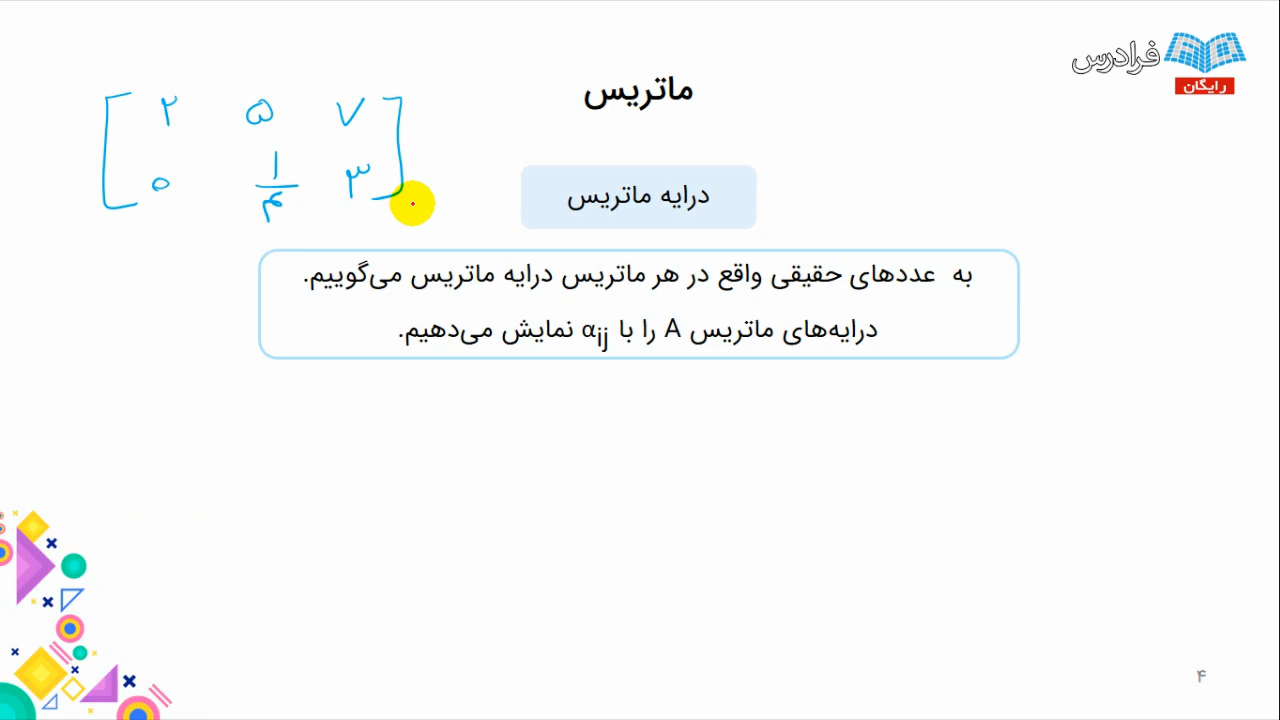 فرادرس
رایگان
ماتریس
[ ۲ ۵ ۷
۰ ۱/۴ ۳ ]
درایه ماتریس
به عددهای حقیقی واقع در هر ماتریس درایه ماتریس می‌گوییم.
درایه‌های ماتریس A را با αij نمایش می‌دهیم.
۴